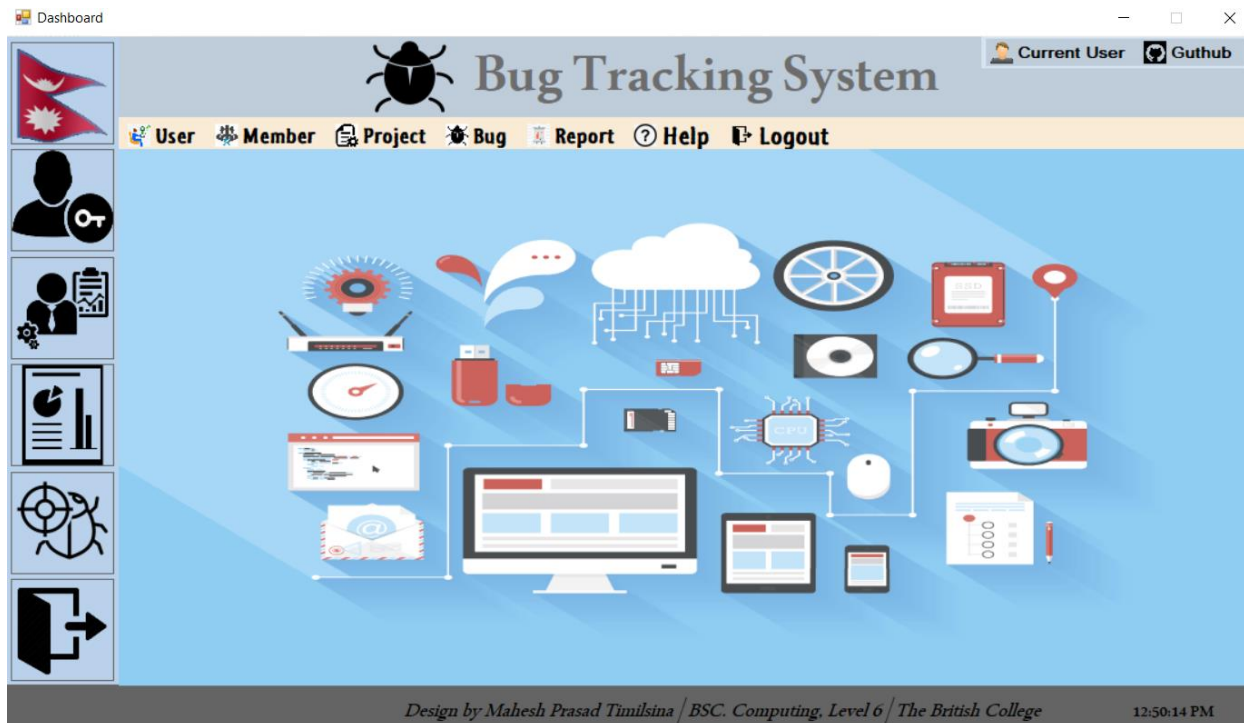 Dashboard
Bug Tracking System
Current User Guthub
User Member Project Bug Report Help Logout
SSD
CPU
@
Design by Mahesh Prasad Timilsina / BSC. Computing, Level 6 / The British College
12:50:14 PM